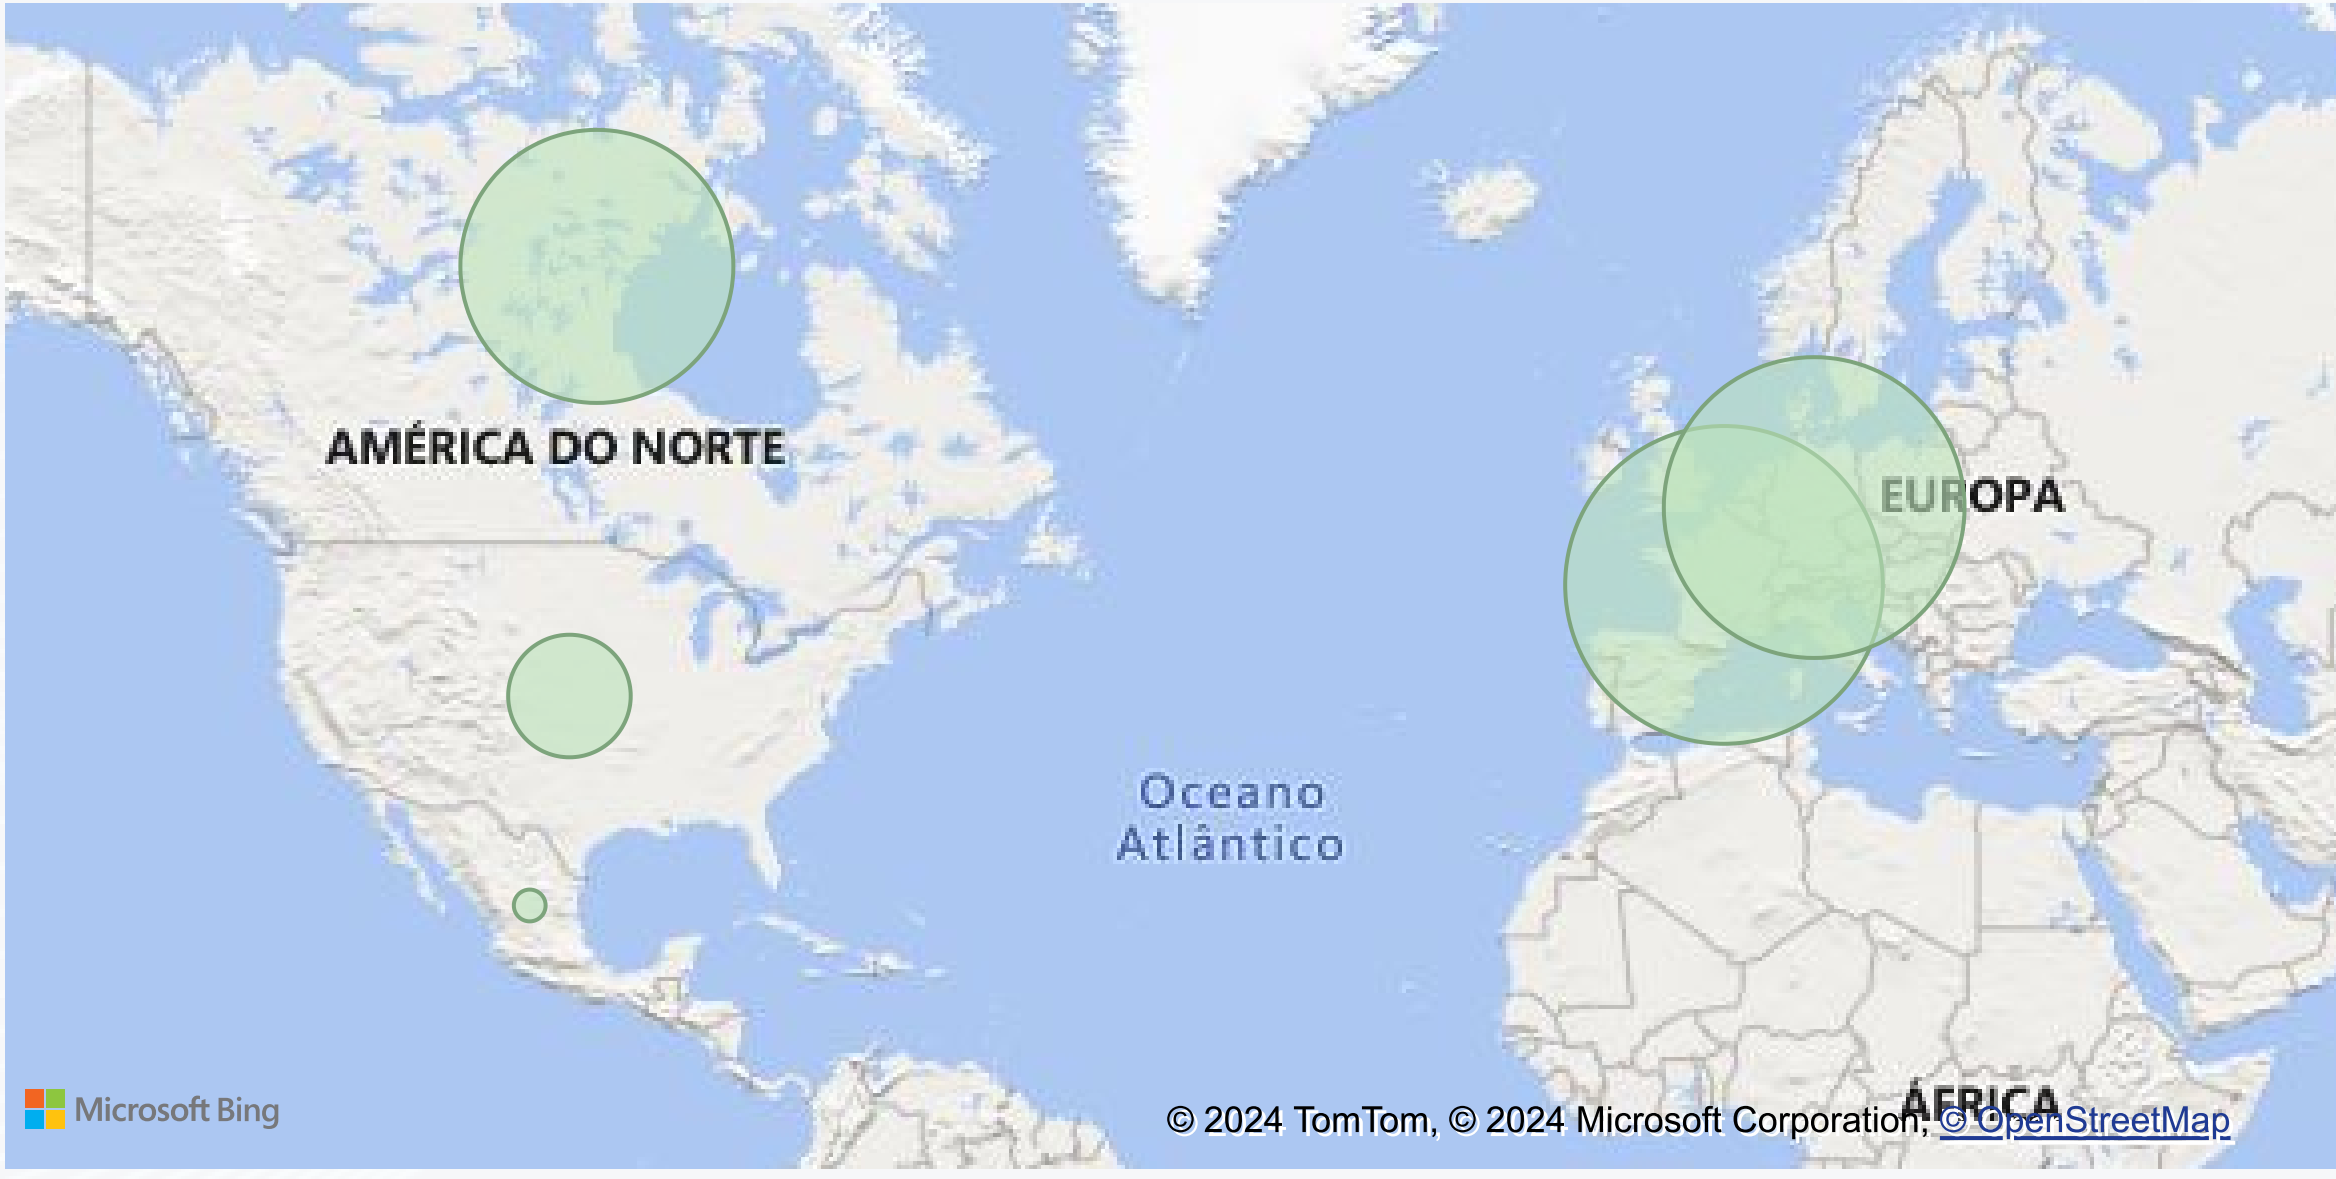 AMÉRICA DO NORTE
EUROPA
Oceano
Atlântico
ÁFRICA
Microsoft Bing
© 2024 TomTom, © 2024 Microsoft Corporation, © OpenStreetMap